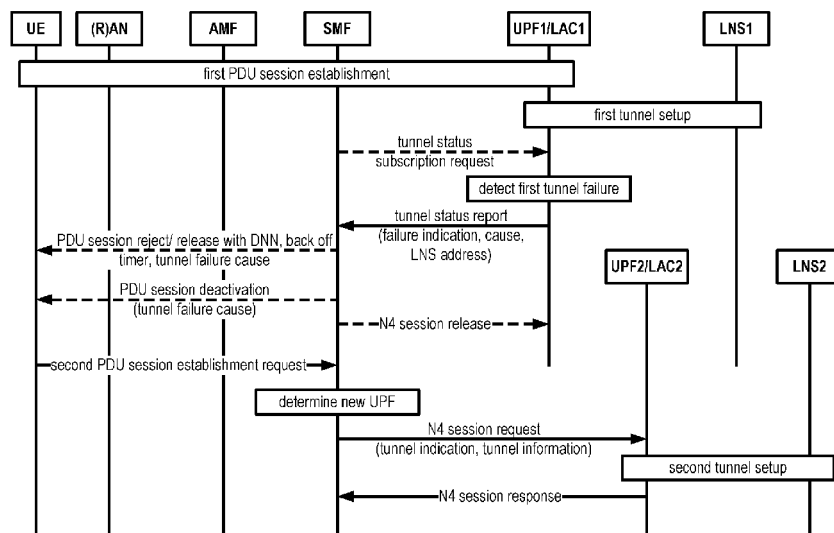 UE
(R)AN
AMF
SMF
UPF1/LAC1
LNS1
first PDU session establishment
first tunnel setup
tunnel status
subscription request
detect first tunnel failure
tunnel status report
(failure indication, cause,
LNS address)
PDU session reject/ release with DNN, back off
timer, tunnel failure cause
UPF2/LAC2
LNS2
PDU session deactivation
(tunnel failure cause)
N4 session release
second PDU session establishment request
determine new UPF
N4 session request
(tunnel indication, tunnel information)
second tunnel setup
N4 session response